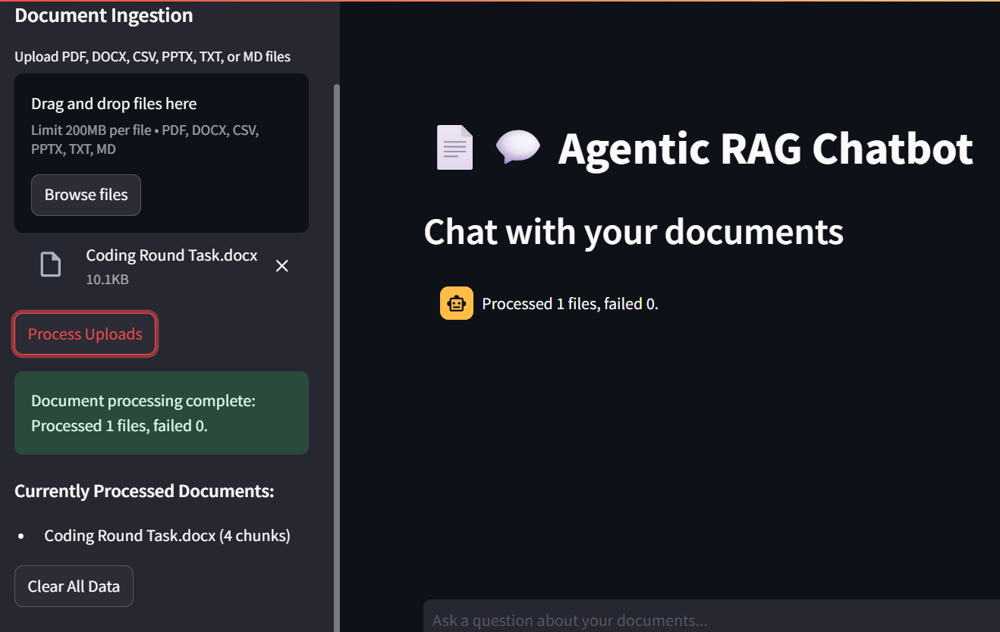 Document Ingestion
Upload PDF, DOCX, CSV, PPTX, TXT, or MD files
Drag and drop files here
Limit 200MB per file • PDF, DOCX, CSV,
PPTX, TXT, MD
Browse files
Coding Round Task.docx
10.1KB
Process Uploads
Document processing complete:
Processed 1 files, failed 0.
Currently Processed Documents:
• Coding Round Task.docx (4 chunks)
Clear All Data
Agentic RAG Chatbot
Chat with your documents
Processed 1 files, failed 0.
Ask a question about your documents...